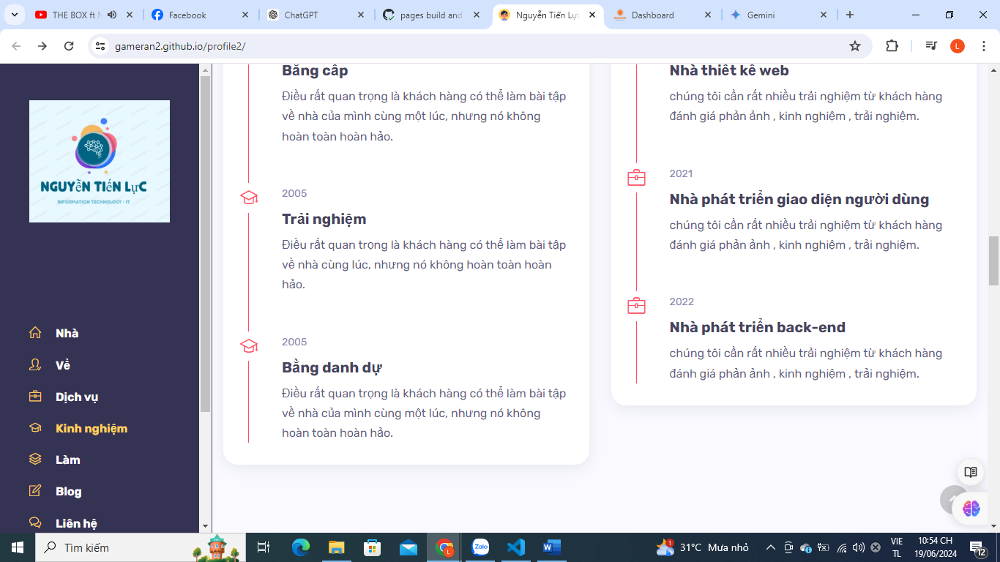 THE BOX ft N
Facebook
ChatGPT
pages build and
Nguyễn Tiến Lực
Dashboard
Gemini
gameran2.github.io/profile2/
L
NGUYỄN TIẾN LựC
INFORMATION TECHNOLOGY - IT
Nhà
Về
Dịch vụ
Kinh nghiệm
Làm
Blog
Liên hệ
Bằng cấp
Điều rất quan trọng là khách hàng có thể làm bài tập
về nhà của mình cùng một lúc, nhưng nó không
hoàn toàn hoàn hảo.
2005
Trải nghiệm
Điều rất quan trọng là khách hàng có thể làm bài tập
về nhà cùng lúc, nhưng nó không hoàn toàn hoàn
hảo.
2005
Bằng danh dự
Điều rất quan trọng là khách hàng có thể làm bài tập
về nhà của mình cùng một lúc, nhưng nó không
hoàn toàn hoàn hảo.
Nhà thiết kế web
chúng tôi cần rất nhiều trải nghiệm từ khách hàng
đánh giá phản ảnh , kinh nghiệm , trải nghiệm.
2021
Nhà phát triển giao diện người dùng
chúng tôi cần rất nhiều trải nghiệm từ khách hàng
đánh giá phản ảnh , kinh nghiệm , trải nghiệm.
2022
Nhà phát triển back-end
chúng tôi cần rất nhiều trải nghiệm từ khách hàng
đánh giá phản ảnh , kinh nghiệm , trải nghiệm.
Tìm kiếm
L
Zalo
W
1
31°C Mưa nhỏ
VIE
TL
10:54 CH
19/06/2024
12